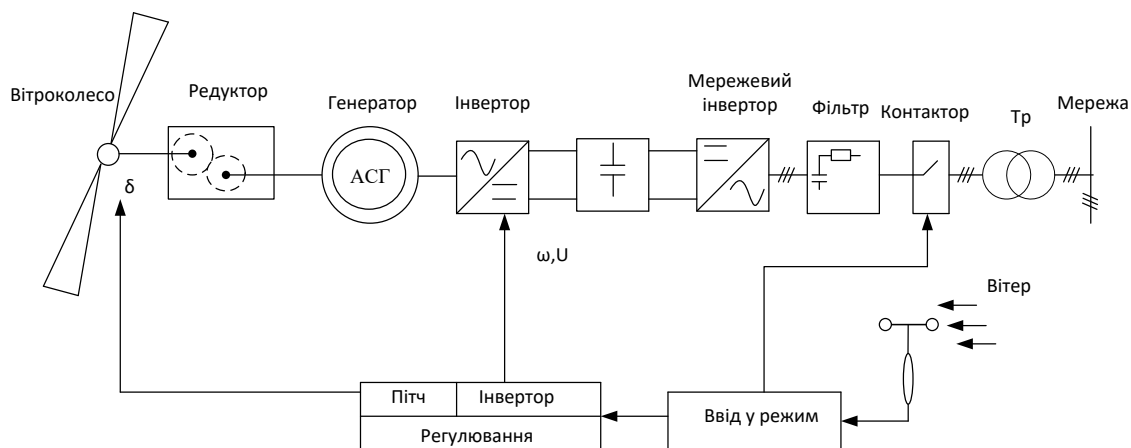 Вітроколесо
Редуктор
Генератор
Інвертор
Мережевий
інвертор
Фільтр
Контактор
Тр
Мережа
δ
АСГ
ω,U
Вітер
Пітч
Інвертор
Регулювання
Ввід у режим